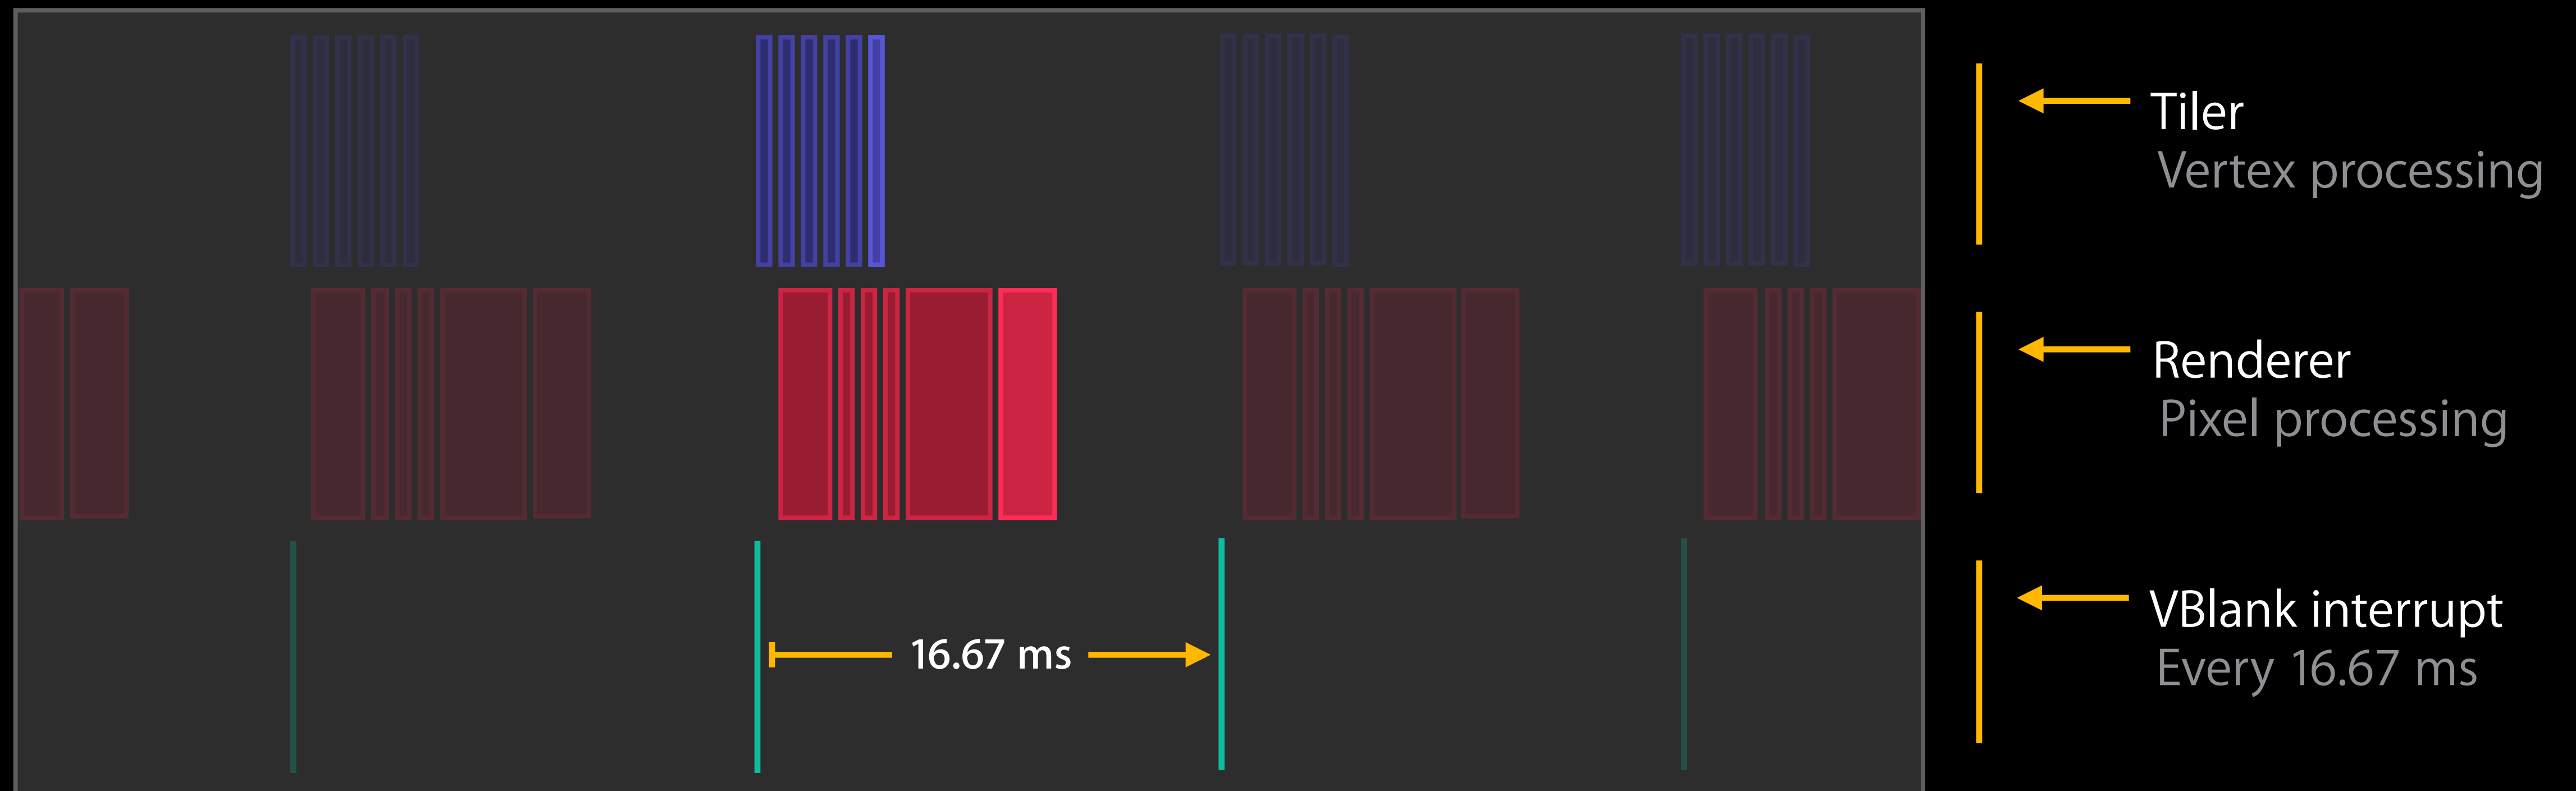 Tiler
Vertex processing
Renderer
Pixel processing
VBlank interrupt
Every 16.67 ms
16.67 ms